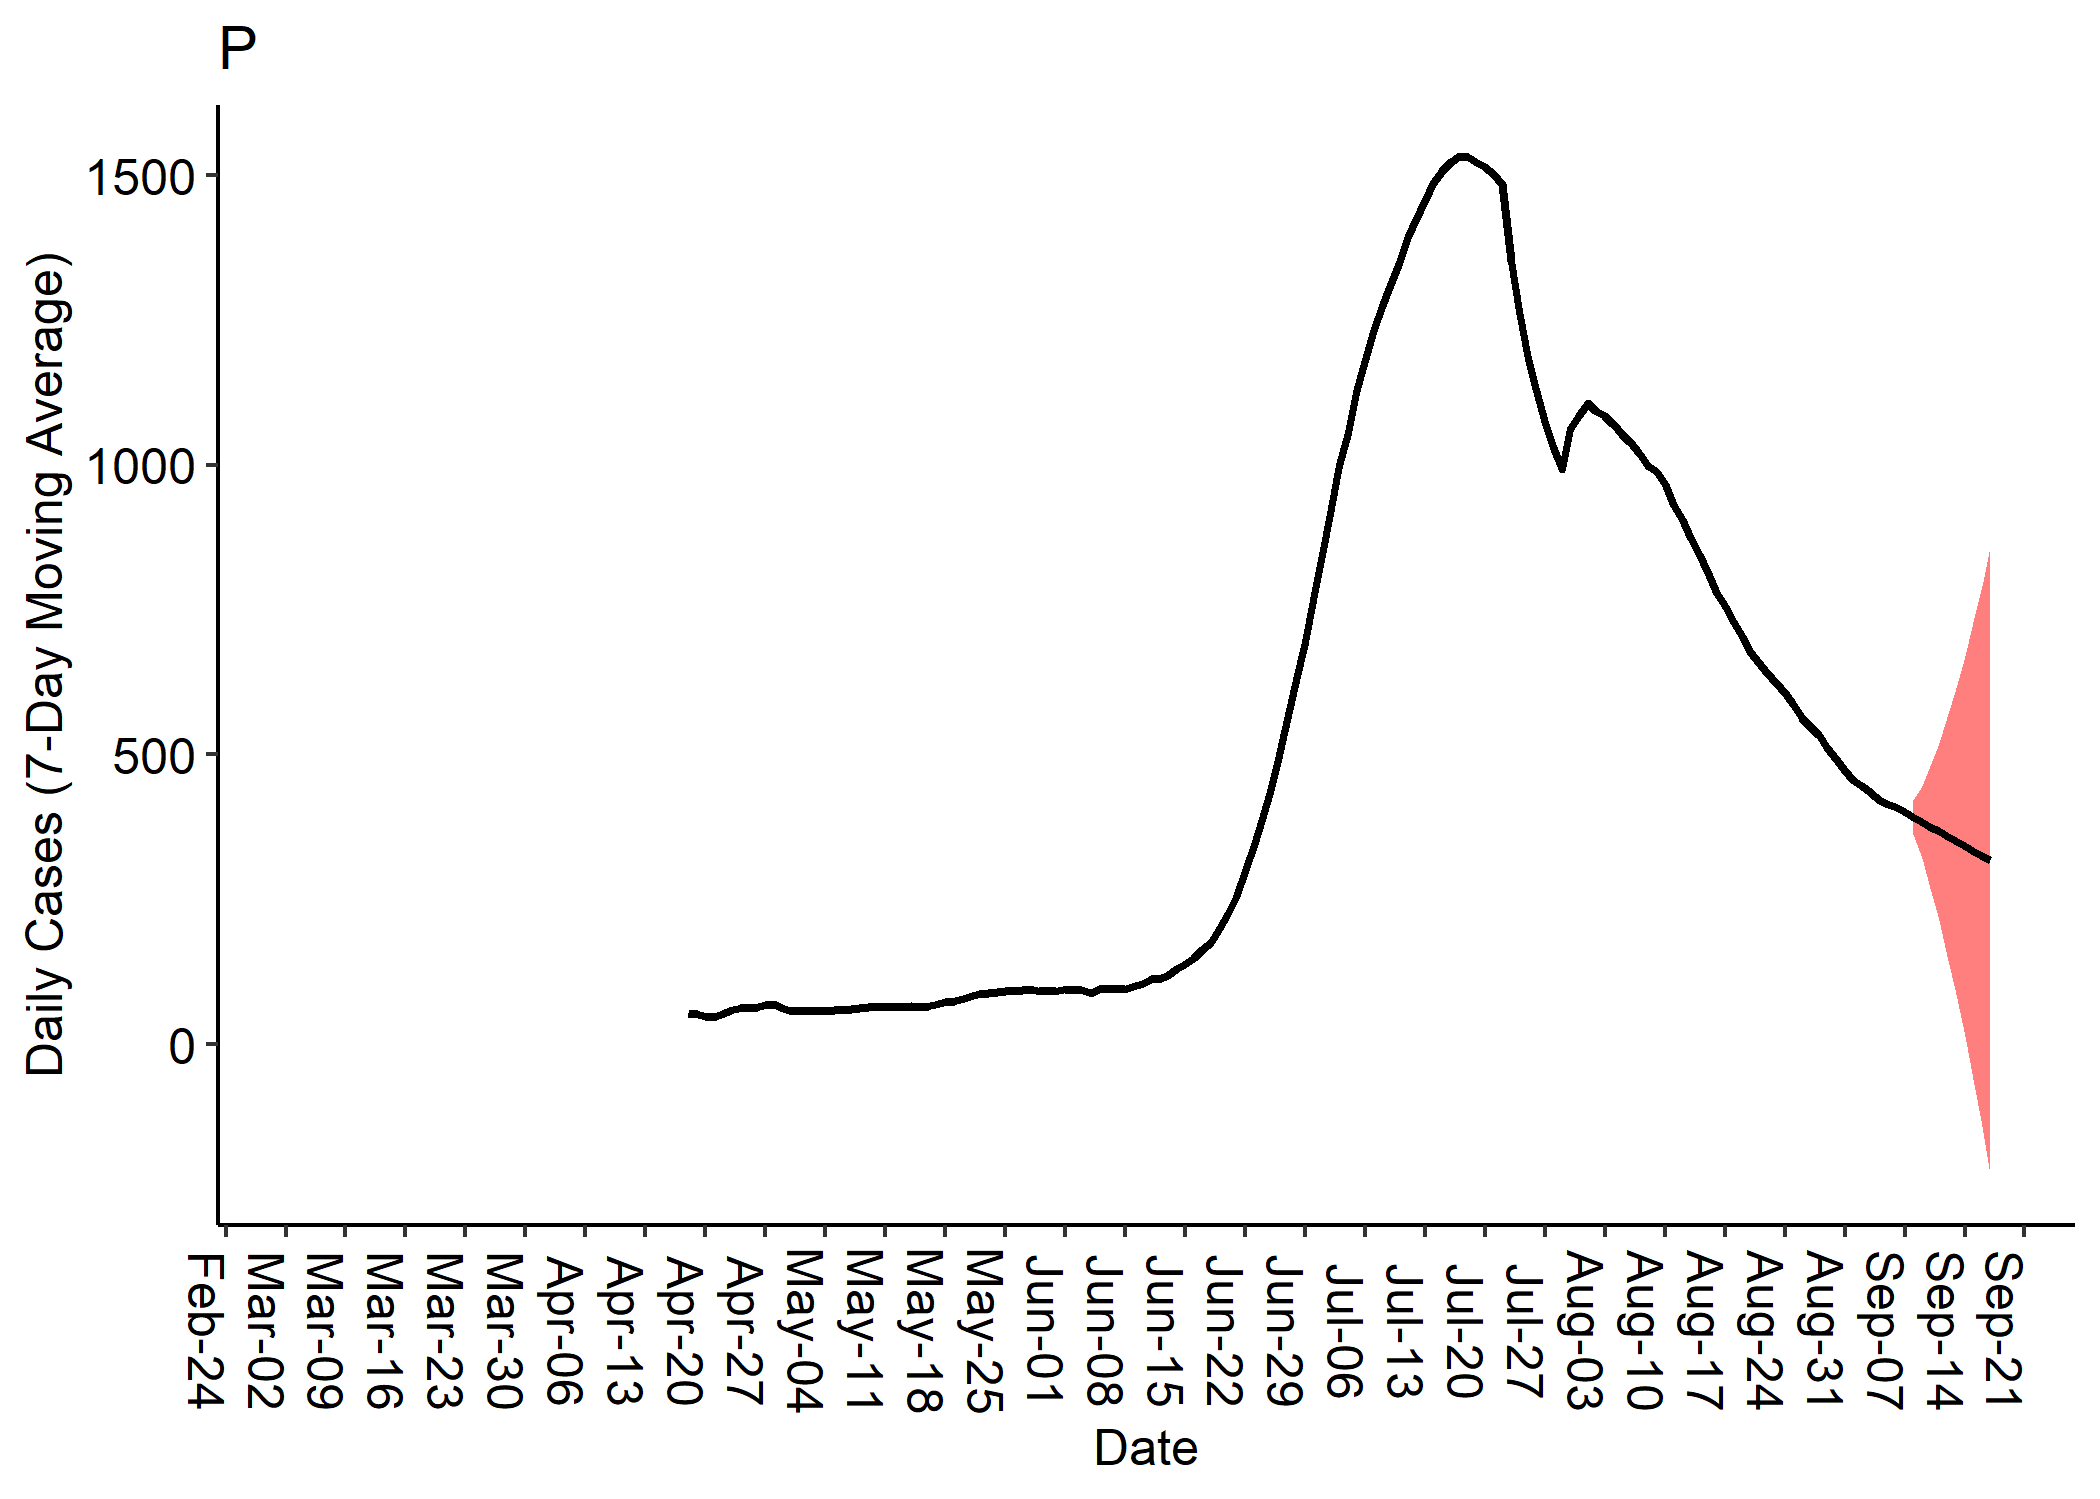 P
Daily Cases (7-Day Moving Average)
1500
1000
500
0
Feb-24
Mar-02
Mar-09
Mar-16
Mar-23
Mar-30
Apr-06
Apr-13
Apr-20
Apr-27
May-04
May-11
May-18
May-25
Jun-01
Jun-08
Jun-15
Jun-22
Jun-29
Jul-06
Jul-13
Jul-20
Jul-27
Aug-03
Aug-10
Aug-17
Aug-24
Aug-31
Sep-07
Sep-14
Sep-21
Date